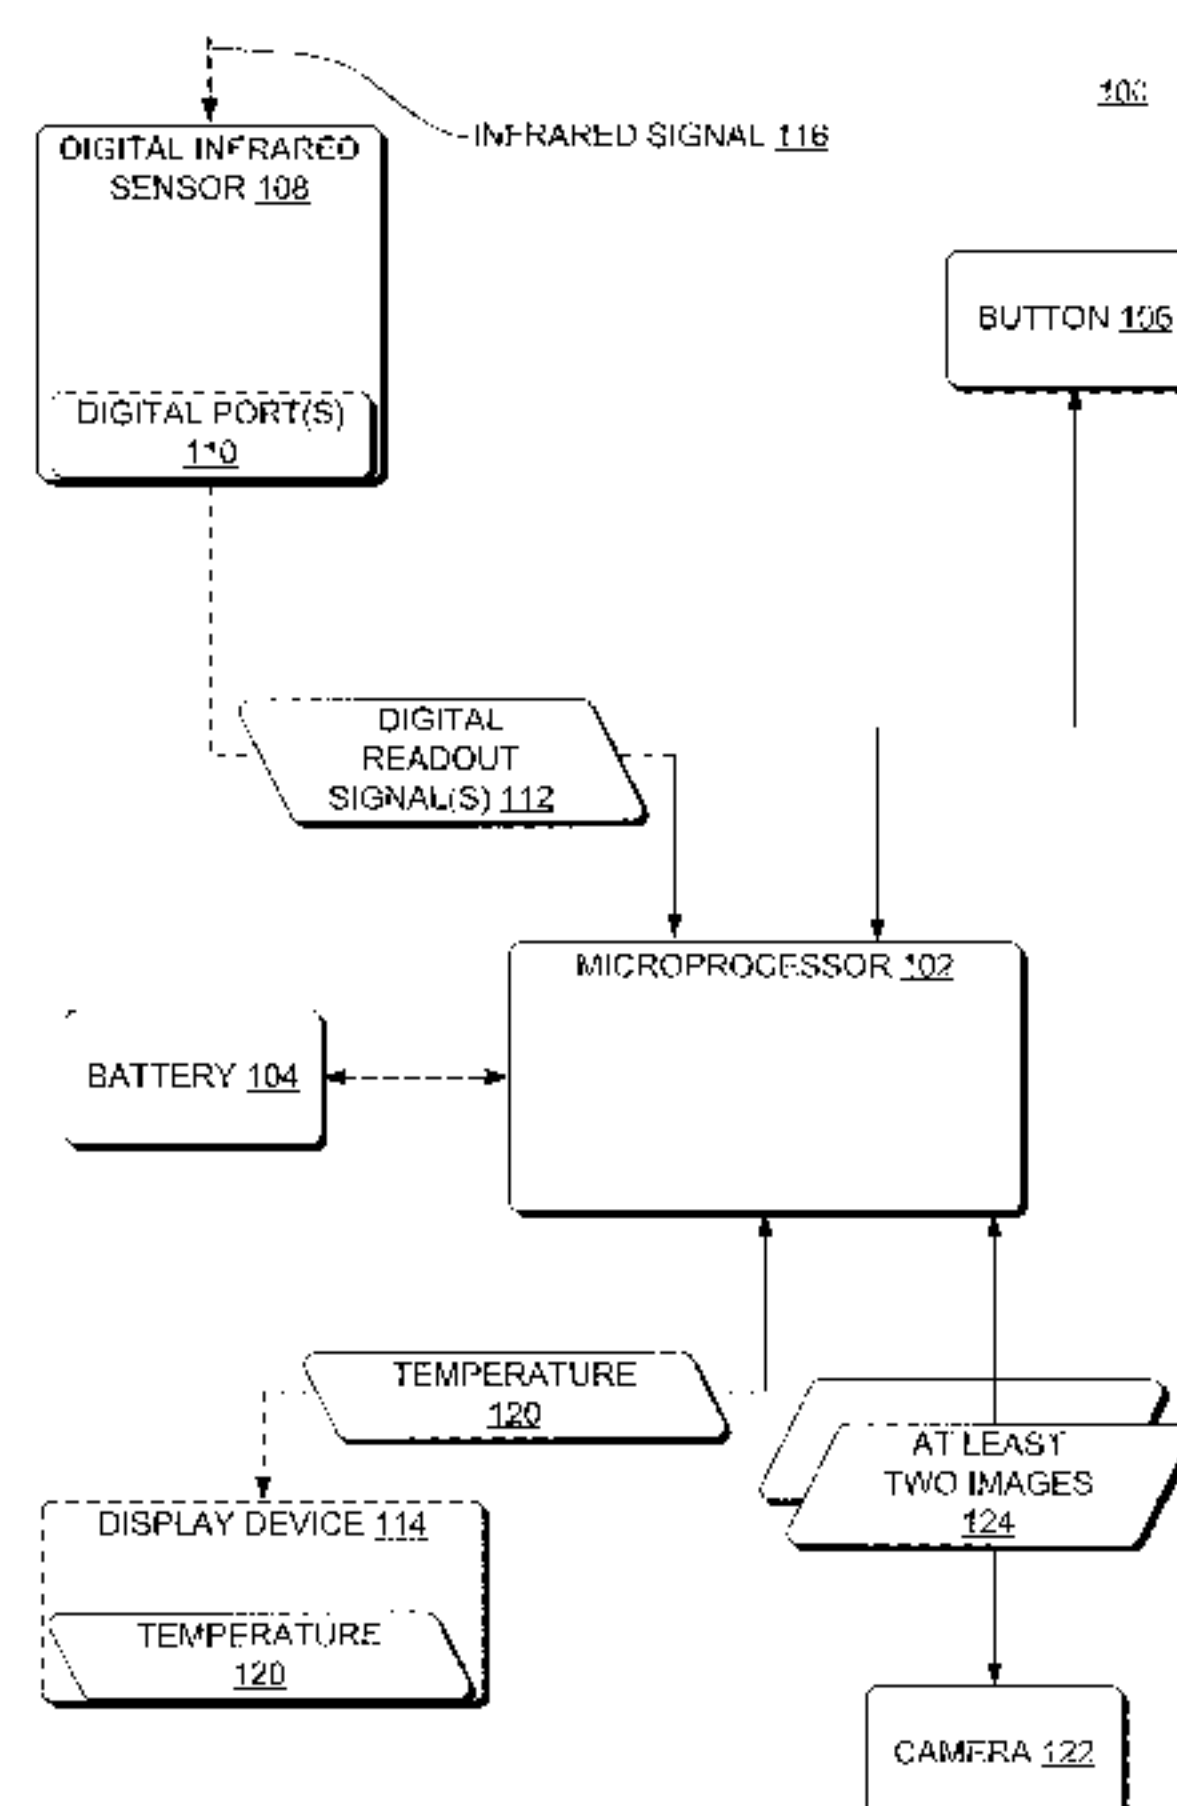 100
INFRARED SIGNAL 116
DIGITAL INFRARED
SENSOR 108
BUTTON 106
DIGITAL PORT(S)
110
DIGITAL
READOUT
SIGNAL(S) 112
MICROPROCESSOR 102
BATTERY 104
TEMPERATURE
120
AT LEAST
TWO IMAGES
124
DISPLAY DEVICE 114
TEMPERATURE
120
CAMERA 122